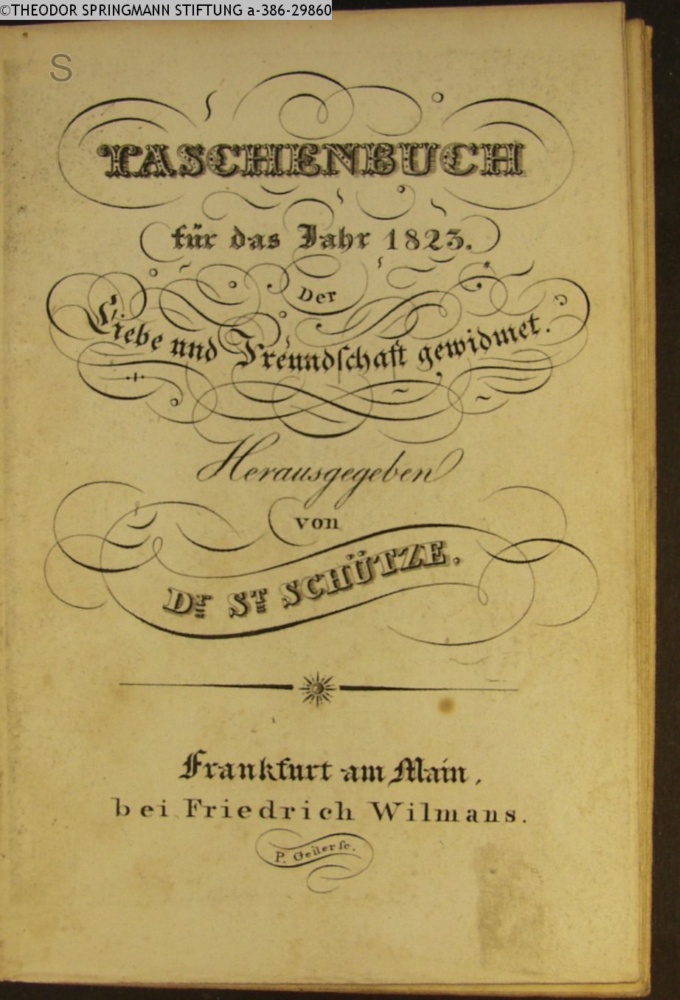 ©THEODOR SPRINGMANN STIFTUNG a-386-29860
S
TASCHENBUCH
für das Jahr 1823.
Der
Liebe und Freundschaft gewidmet.
Herausgegeben
von
Dr. St. SCHÜTZE.
Frankfurt am Main,
bei Friedrich Wilmans.
P. Oeller sc.